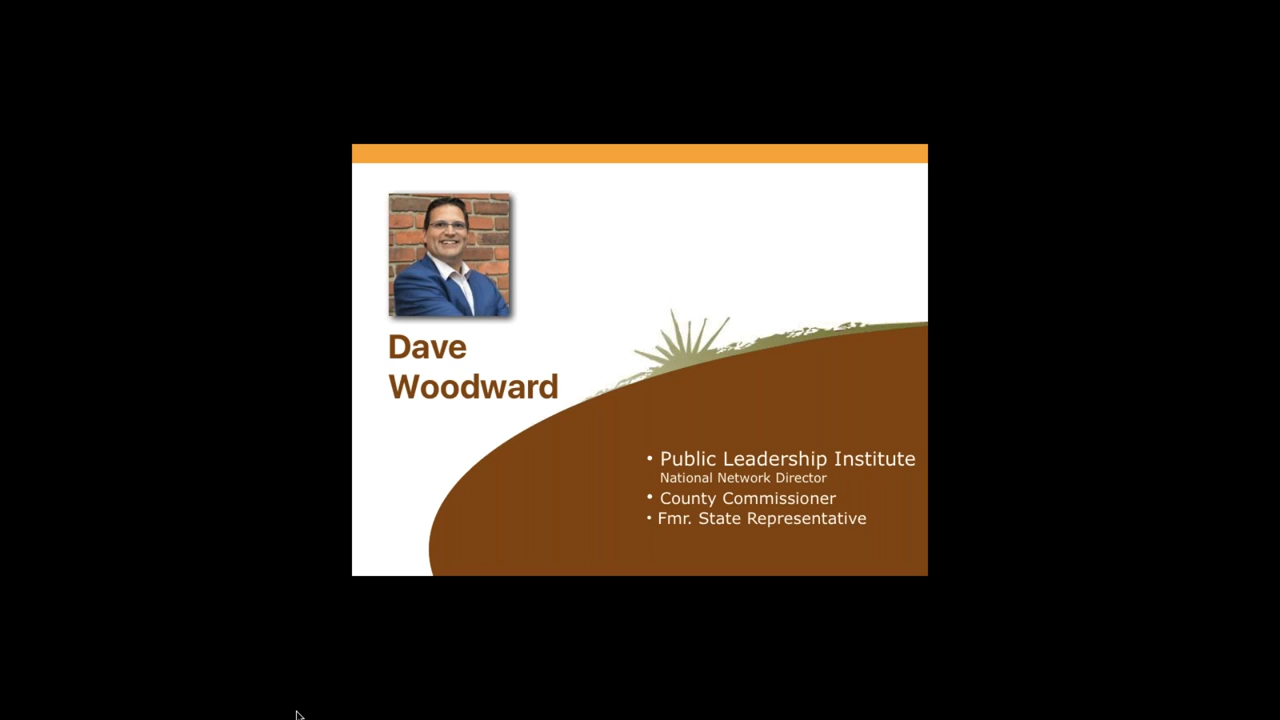 Dave
Woodward
• Public Leadership Institute
National Network Director
• County Commissioner
• Fmr. State Representative